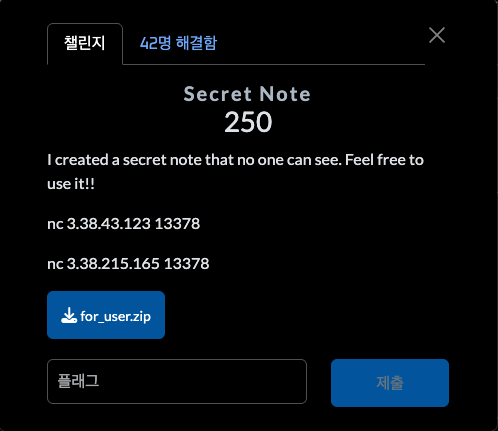 챌린지
42명 해결함
Secret Note
250
I created a secret note that no one can see. Feel free to
use it!!
nc 3.38.43.123 13378
nc 3.38.215.165 13378
for_user.zip
플래그
제출